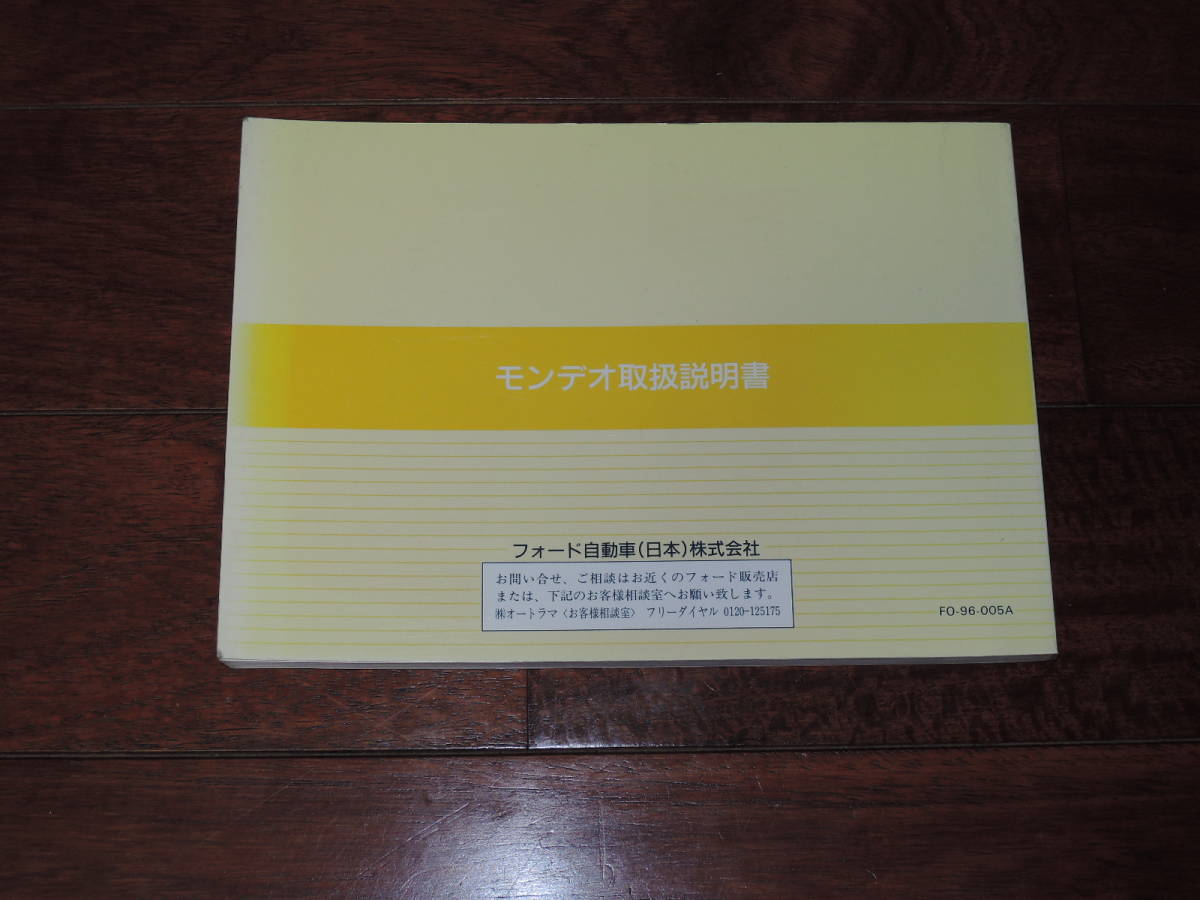 モンデオ取扱説明書
フォード自動車(日本)株式会社
お問い合せ、ご相談はお近くのフォード販売店
または、下記のお客様相談室へお願い致します。
㈱オートラマ〈お客様相談室〉 フリーダイヤル 0120-125175
FO-96-005A